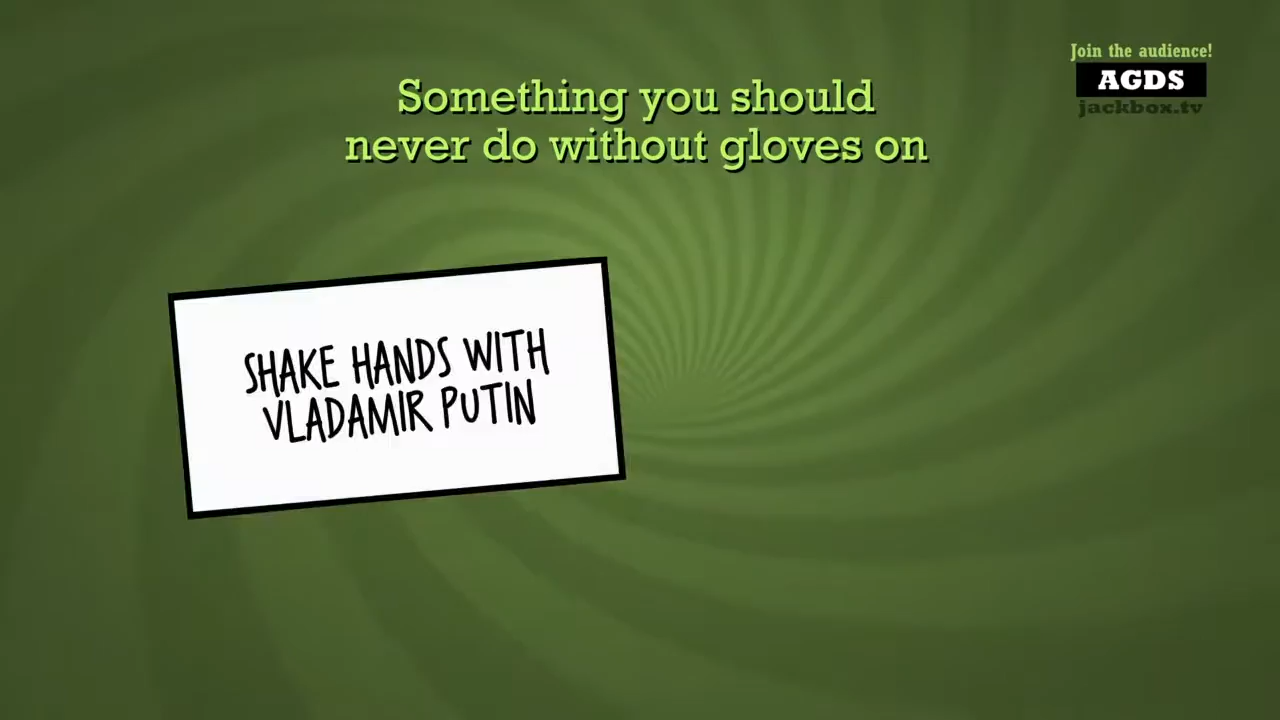 Join the audience!
AGDS
jackbox.tv
Something you should
never do without gloves on
SHAKE HANDS WITH
VLADAMIR PUTIN